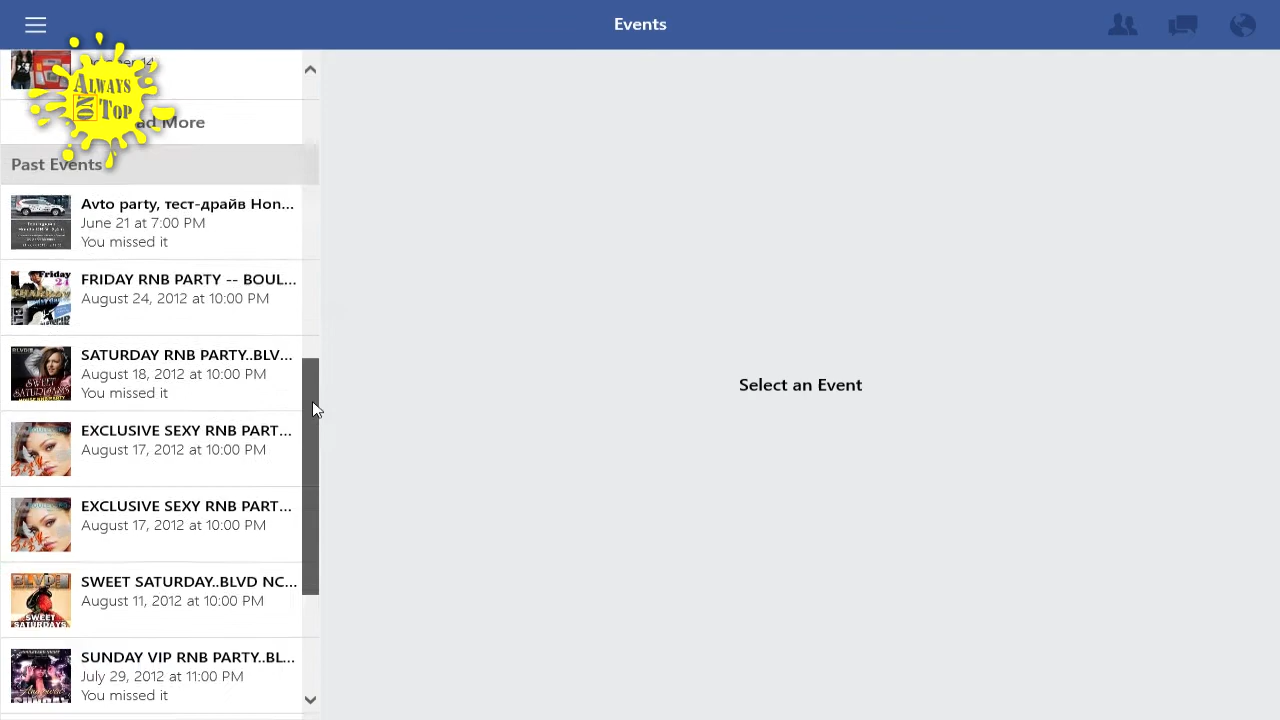 Events
ALWAYS
ON TOP
ad More
Past Events
Avto party, тест-драйв Hon...
June 21 at 7:00 PM
You missed it
FRIDAY RNB PARTY -- BOUL...
August 24, 2012 at 10:00 PM
SATURDAY RNB PARTY..BLV...
August 18, 2012 at 10:00 PM
You missed it
EXCLUSIVE SEXY RNB PART...
August 17, 2012 at 10:00 PM
EXCLUSIVE SEXY RNB PART...
August 17, 2012 at 10:00 PM
SWEET SATURDAY..BLVD NC...
August 11, 2012 at 10:00 PM
SUNDAY VIP RNB PARTY..BL...
July 29, 2012 at 11:00 PM
You missed it
Select an Event